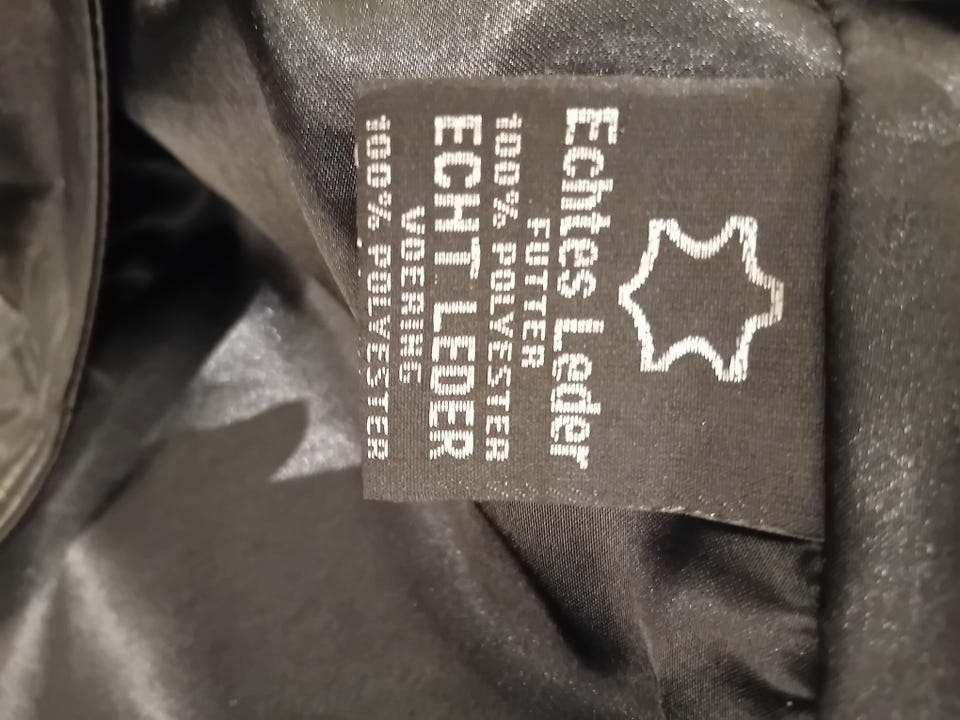 Echtes Leder
FUTTER
100% POLYESTER
ECHT LEDER
VOERING
100% POLYESTER